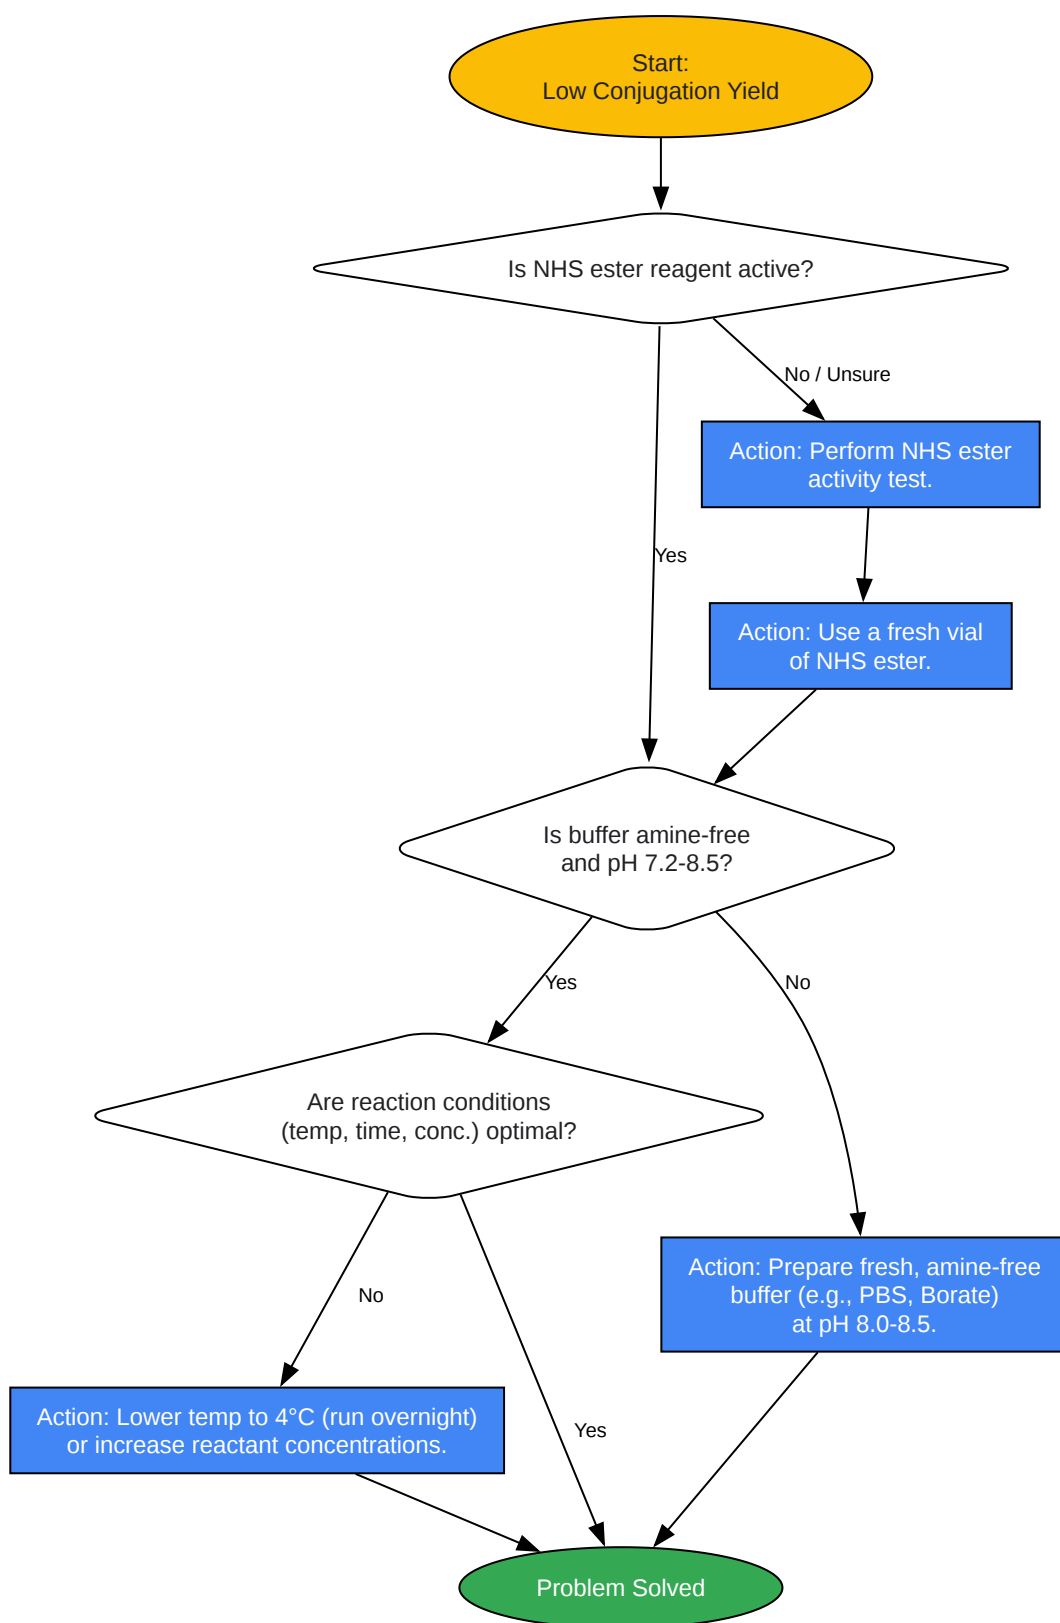 Start:
Low Conjugation Yield
Is NHS ester reagent active?
No / Unsure
Action: Perform NHS ester
activity test.
Yes
Action: Use a fresh vial
of NHS ester.
Is buffer amine-free
and pH 7.2-8.5?
Yes
No
Are reaction conditions
(temp, time, conc.) optimal?
Action: Prepare fresh, amine-free
buffer (e.g., PBS, Borate)
at pH 8.0-8.5.
No
Action: Lower temp to 4°C (run overnight)
or increase reactant concentrations.
Yes
Problem Solved